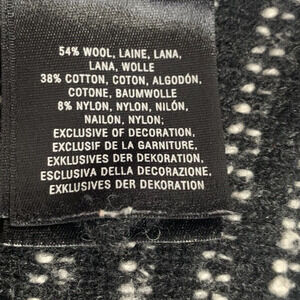 54% WOOL, LAINE, LANA,
LANA, WOLLE
38% COTTON, COTON, ALGODÓN,
COTONE, BAUMWOLLE
8% NYLON, NYLON, NILÓN,
NAILON, NYLON;
EXCLUSIVE OF DECORATION,
EXCLUSIF DE LA GARNITURE,
EXKLUSIVES DER DEKORATION,
ESCLUSIVA DELLA DECORAZIONE,
EXKLUSIVES DER DEKORATION